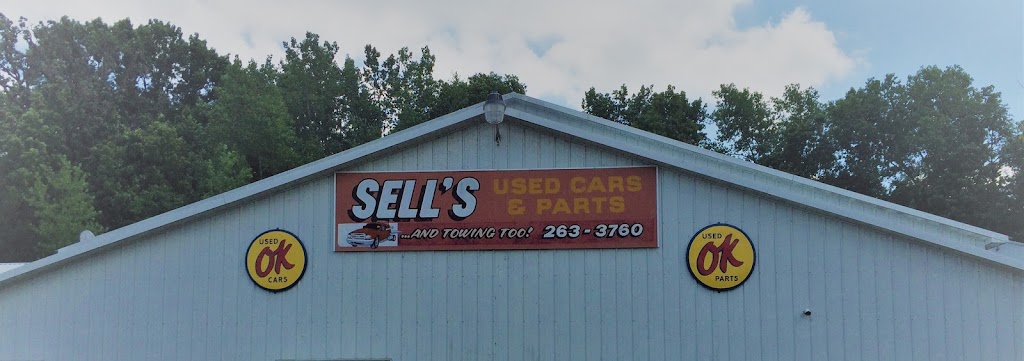 SELL'S
USED CARS
& PARTS
...AND TOWING TOO! 263-3760
USED
OK
CARS
USED
OK
PARTS